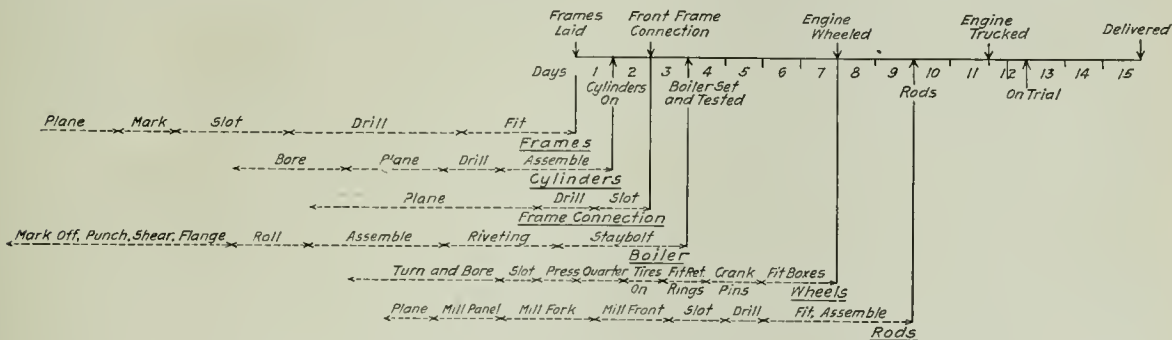 Frames Laid
Front Frame Connection
Engine Wheeled
Engine Trucked
Delivered
Days 1 2 3 4 5 6 7 8 9 10 11 12 13 14 15
Cylinders On
Boiler Set and Tested
Rods
On Trial
Plane Mark Slot Drill Fit
Frames
Bore Plane Drill Assemble
Cylinders
Plane Drill Slot
Frame Connection
Mark Off, Punch, Shear, Flange Roll Assemble Riveting Staybolt
Boiler
Turn and Bore Slot Press Quarter Tires On Fit Ret. Rings Crank Pins Fit Boxes
Wheels
Plane Mill Panel Mill Fork Mill Front Slot Drill Fit, Assemble
Rods